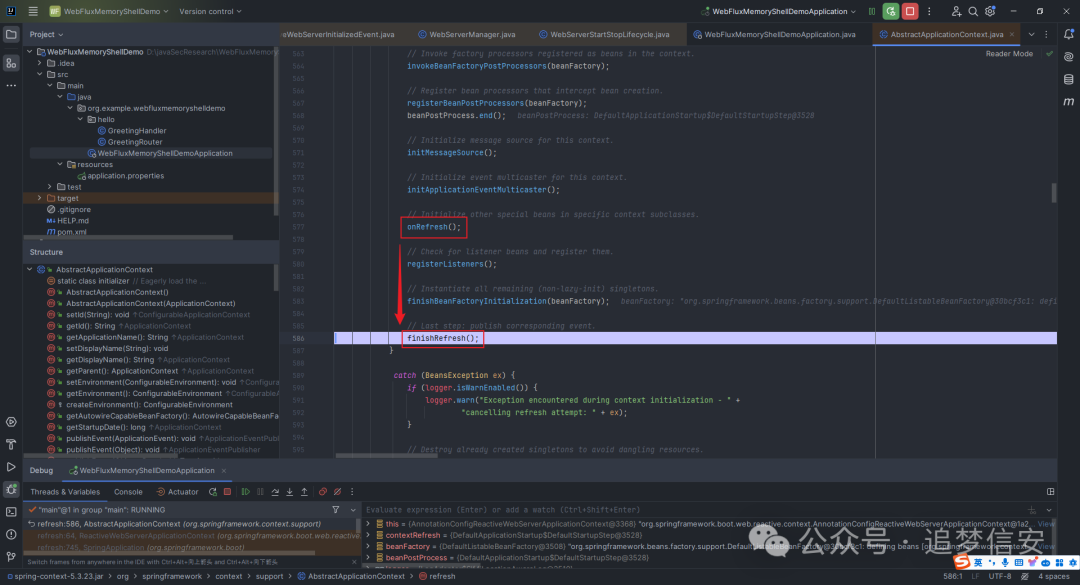 WF WebFluxMemoryShellDemo Version control
WebFluxMemoryShellDemoApplication
Project
eWebServerInitializedEvent.java WebServerManager.java WebServerStartStopLifecycle.java WebFluxMemoryShellDemoApplication.java AbstractApplicationContext.java
Reader Mode
WebFluxMemoryShellDemo D:\javaSecResearch\WebFluxMemory
.idea
src
main
java
org.example.webfluxmemoryshelldemo
hello
GreetingHandler
GreetingRouter
WebFluxMemoryShellDemoApplication
resources
application.properties
test
target
.gitignore
HELP.md
pom.xml
Structure
AbstractApplicationContext
static class initializer // Eagerly load the ...
AbstractApplicationContext()
AbstractApplicationContext(ApplicationContext)
setId(String): void ↑ConfigurableApplicationCon
getId(): String ↑ApplicationContext
getApplicationName(): String ↑ApplicationContext
setDisplayName(String): void
getDisplayName(): String ↑ApplicationContext
getParent(): ApplicationContext ↑ApplicationContext
setEnvironment(ConfigurableEnvironment): void ↑Configura
getEnvironment(): ConfigurableEnvironment ↑Configurable
createEnvironment(): ConfigurableEnvironment
getAutowireCapableBeanFactory(): AutowireCapableBeanFa
getStartupDate(): long ↑ApplicationContext
publishEvent(ApplicationEvent): void ↑ApplicationEventPubl
publishEvent(Object): void ↑ApplicationEventPublisher
563 // Invoke factory processors registered as beans in the context.
564 invokeBeanFactoryPostProcessors(beanFactory);
565
566 // Register bean processors that intercept bean creation.
567 registerBeanPostProcessors(beanFactory);
568 beanPostProcess.end(); beanPostProcess: DefaultApplicationStartup$DefaultStartupStep@3528
569
570 // Initialize message source for this context.
571 initMessageSource();
572
573 // Initialize event multicaster for this context.
574 initApplicationEventMulticaster();
575
576 // Initialize other special beans in specific context subclasses.
577 onRefresh();
578
579 // Check for listener beans and register them.
580 registerListeners();
581
582 // Instantiate all remaining (non-lazy-init) singletons.
583 finishBeanFactoryInitialization(beanFactory); beanFactory: "org.springframework.beans.factory.support.DefaultListableBeanFactory@30bcf3c1: defi
584
585 // Last step: publish corresponding event.
586 finishRefresh();
587 }
588
589 catch (BeansException ex) {
590 if (logger.isWarnEnabled()) {
591 logger.warn("Exception encountered during context initialization - " +
592 "cancelling refresh attempt: " + ex);
593 }
594
595 // Destroy already created singletons to avoid dangling resources.
Debug WebFluxMemoryShellDemoApplication
Threads & Variables Console Actuator
"main"@1 in group "main": RUNNING
refresh:586, AbstractApplicationContext (org.springframework.context.support)
refresh:64, ReactiveWebServerApplicationContext (org.springframework.boot.web.reactive.
refresh:745, SpringApplication (org.springframework.boot)
Switch frames from anywhere in the IDE with Ctrl+Alt+向上箭头 and Ctrl+Alt+向下箭头
Evaluate expression (Enter) or add a watch (Ctrl+Shift+Enter)
this = {AnnotationConfigReactiveWebServerApplicationContext@3368} "org.springframework.boot.web.reactive.context.AnnotationConfigReactiveWebServerApplicationContext@1a2 ... View
contextRefresh = {DefaultApplicationStartup$DefaultStartupStep@3528}
beanFactory = {DefaultListableBeanFactory@3508} "org.springframework.beans.factory.support.DefaultListableBeanFactory@30bcf3c1: defining beans [org.springframework
beanPostProcess = {DefaultApplicationStartup$DefaultStartupStep@3528}
公众号 · 追梦信安
英
spring-context-5.3.23.jar > org > springframework > context > support > AbstractApplicationContext > refresh
586:1 LF UTF-8 4 spaces